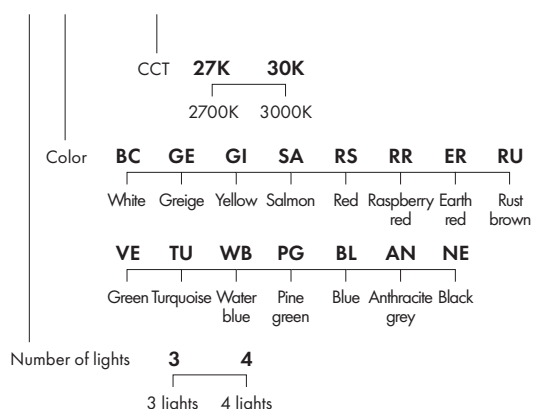 CCT 27K 30K
2700K 3000K
Color BC GE GI SA RS RR ER RU
White Greige Yellow Salmon Red Raspberry red Earth red Rust brown
VE TU WB PG BL AN NE
Green Turquoise Water blue Pine green Blue Anthracite grey Black
Number of lights 3 4
3 lights 4 lights